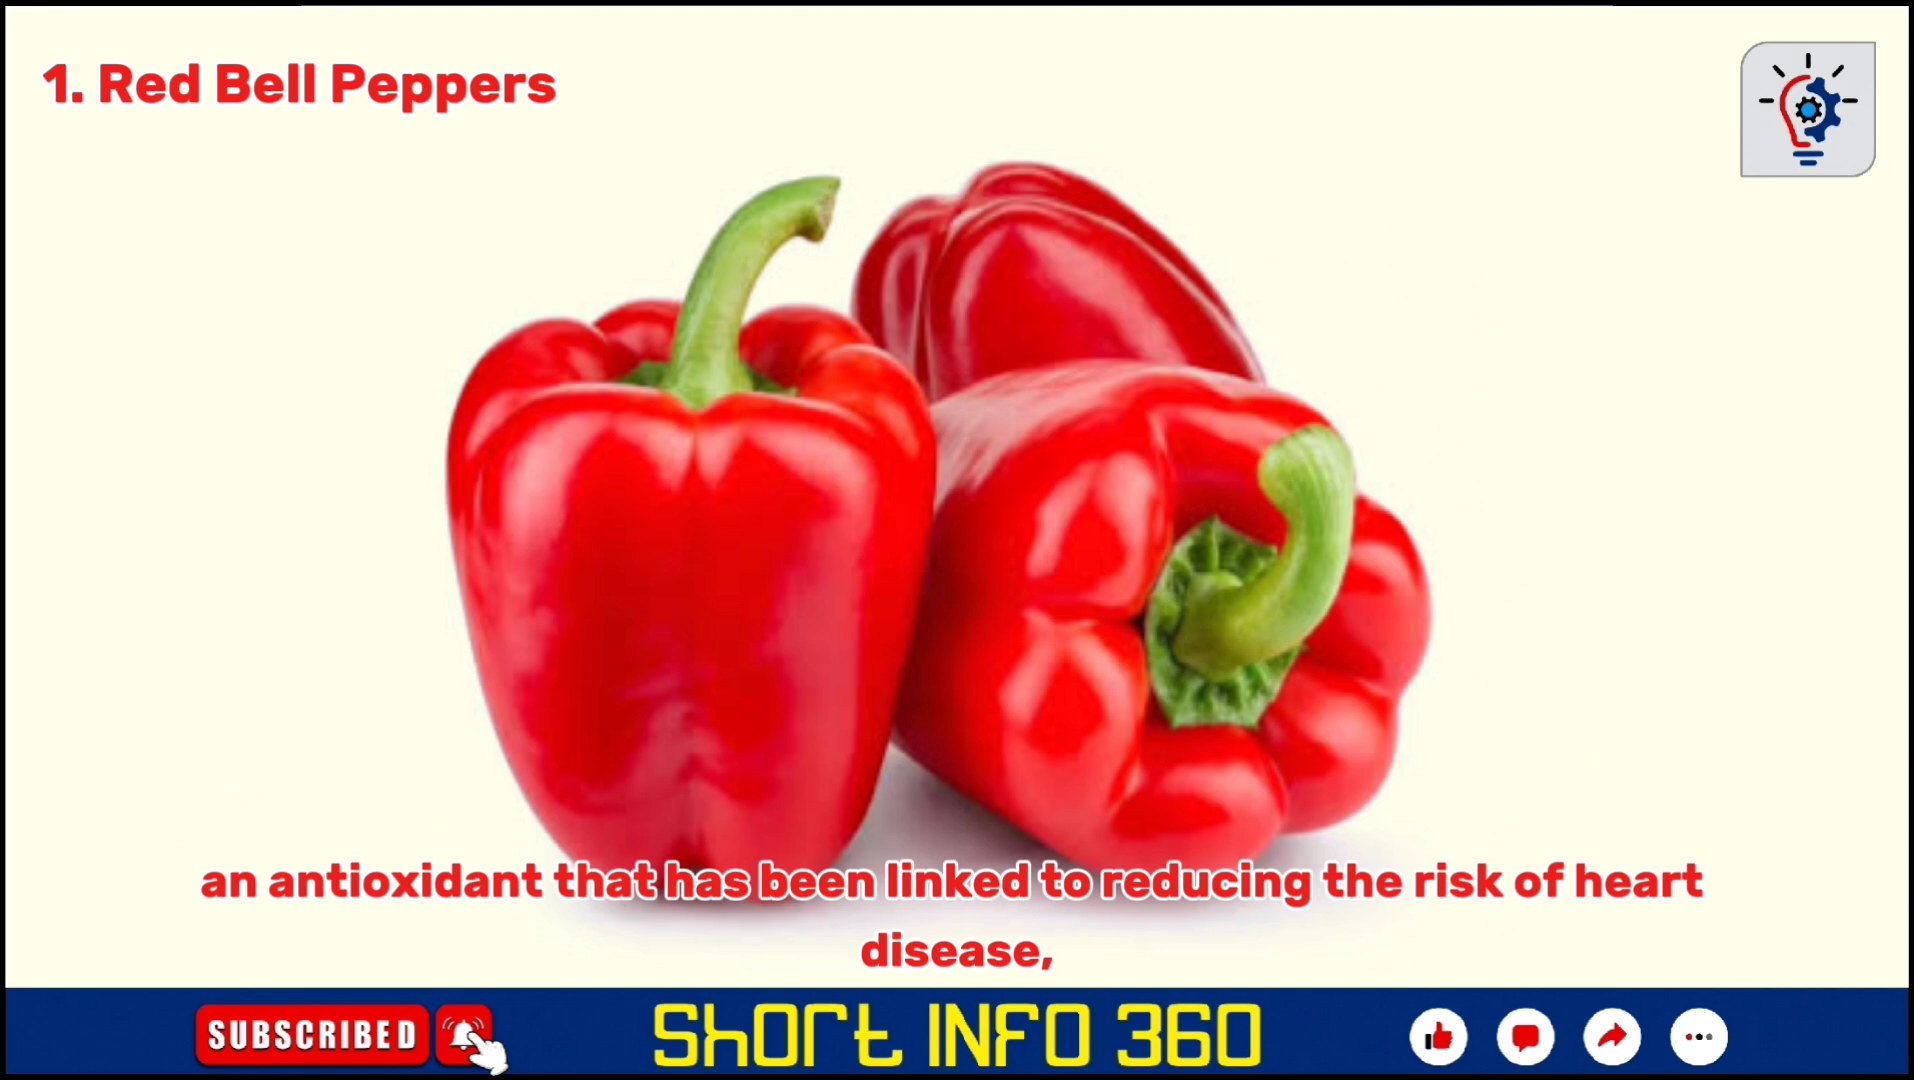 1. Red Bell Peppers
an antioxidant that has been linked to reducing the risk of heart
disease,
SUBSCRIBED
Short INFO 360